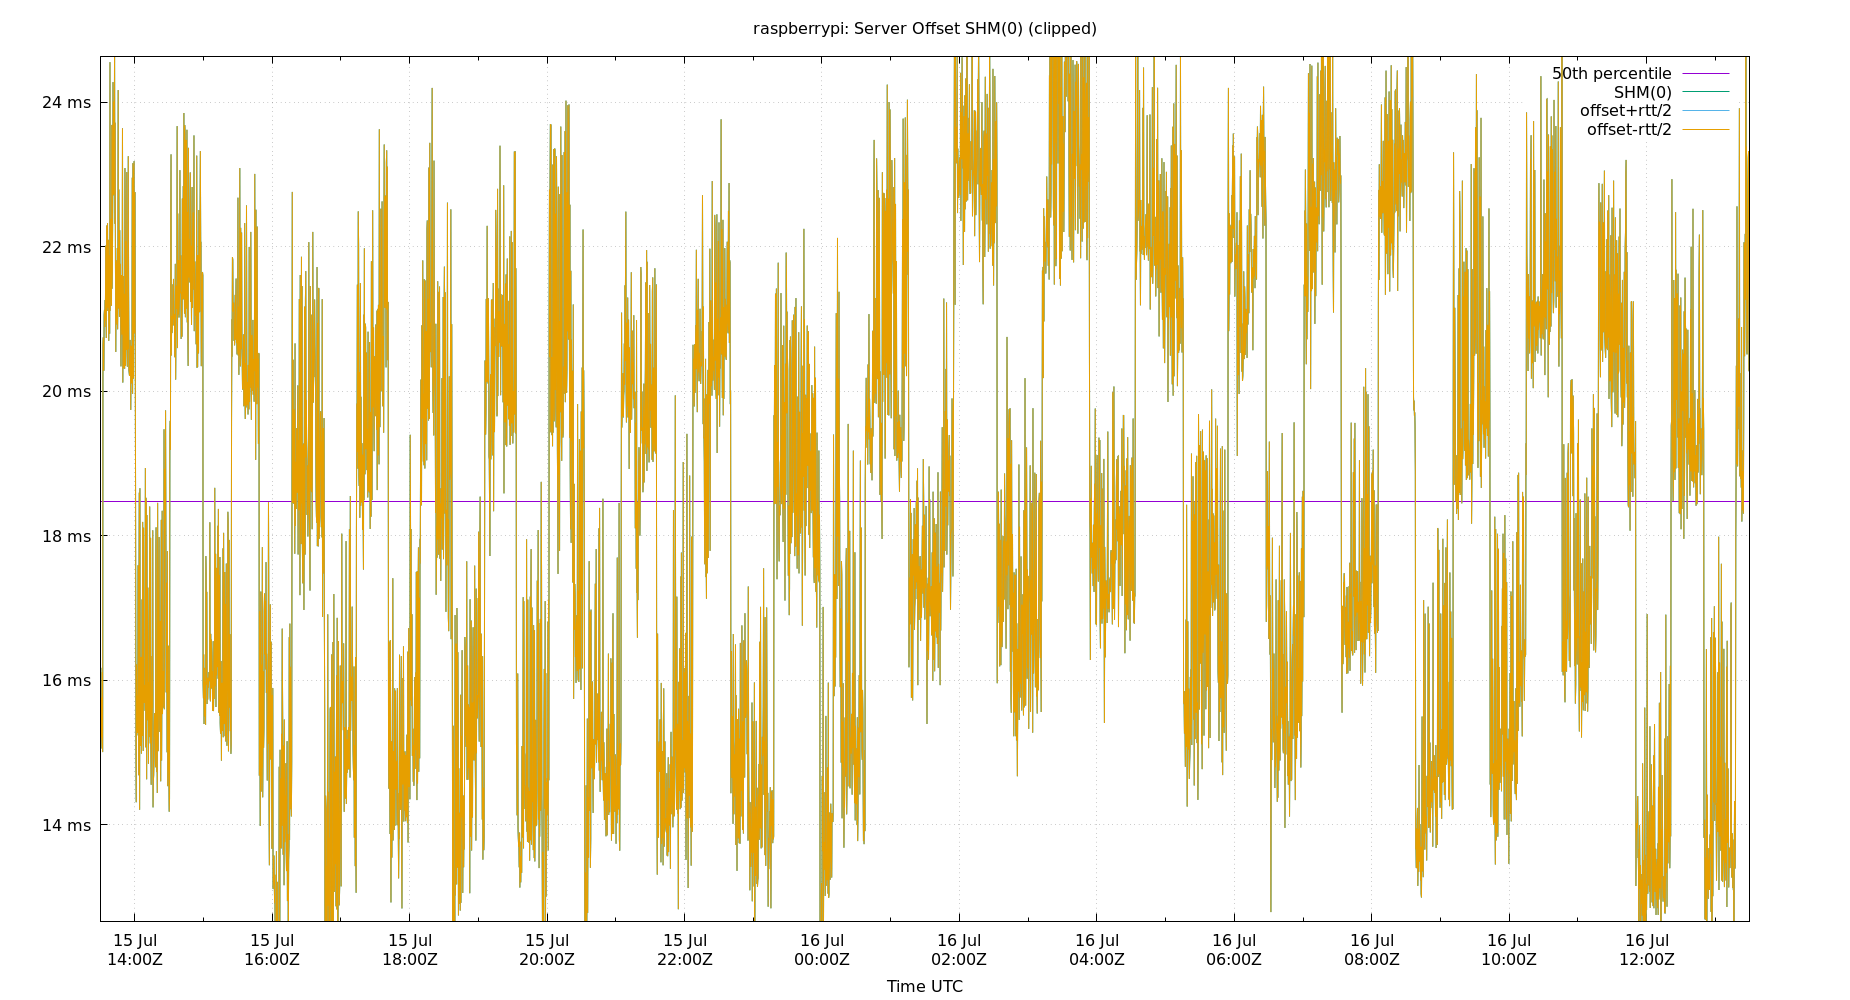 raspberrypi: Server Offset SHM(0) (clipped)
50th percentile
SHM(0)
offset+rtt/2
offset-rtt/2
24 ms
22 ms
20 ms
18 ms
16 ms
14 ms
15 Jul 15 Jul 15 Jul 15 Jul 15 Jul 16 Jul 16 Jul 16 Jul 16 Jul 16 Jul 16 Jul 16 Jul
14:00Z 16:00Z 18:00Z 20:00Z 22:00Z 00:00Z 02:00Z 04:00Z 06:00Z 08:00Z 10:00Z 12:00Z
Time UTC